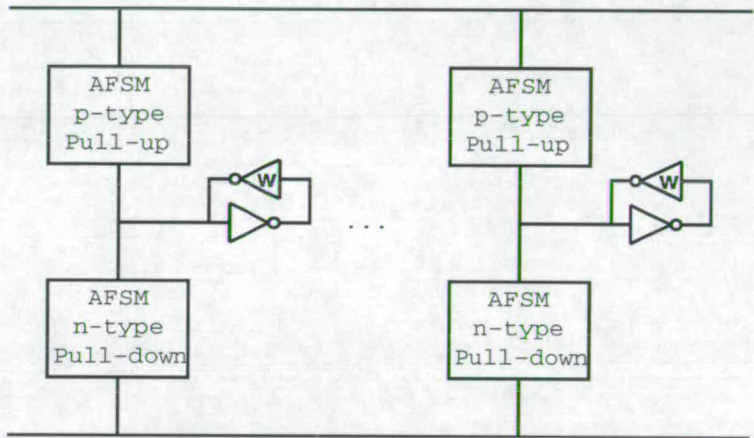 AFSM
p-type
Pull-up
AFSM
p-type
Pull-up
W
W
...
AFSM
n-type
Pull-down
AFSM
n-type
Pull-down